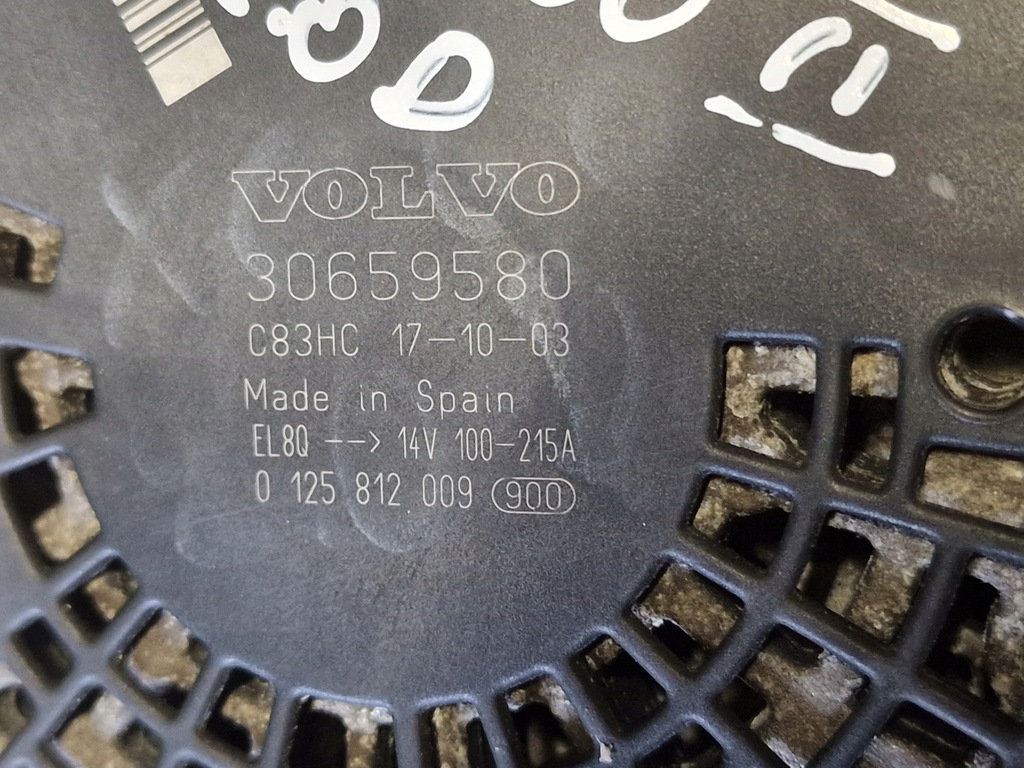 VOLVO
30659580
C83HC 17-10-03
Made in Spain
EL8Q --> 14V 100-215A
0 125 812 009 900